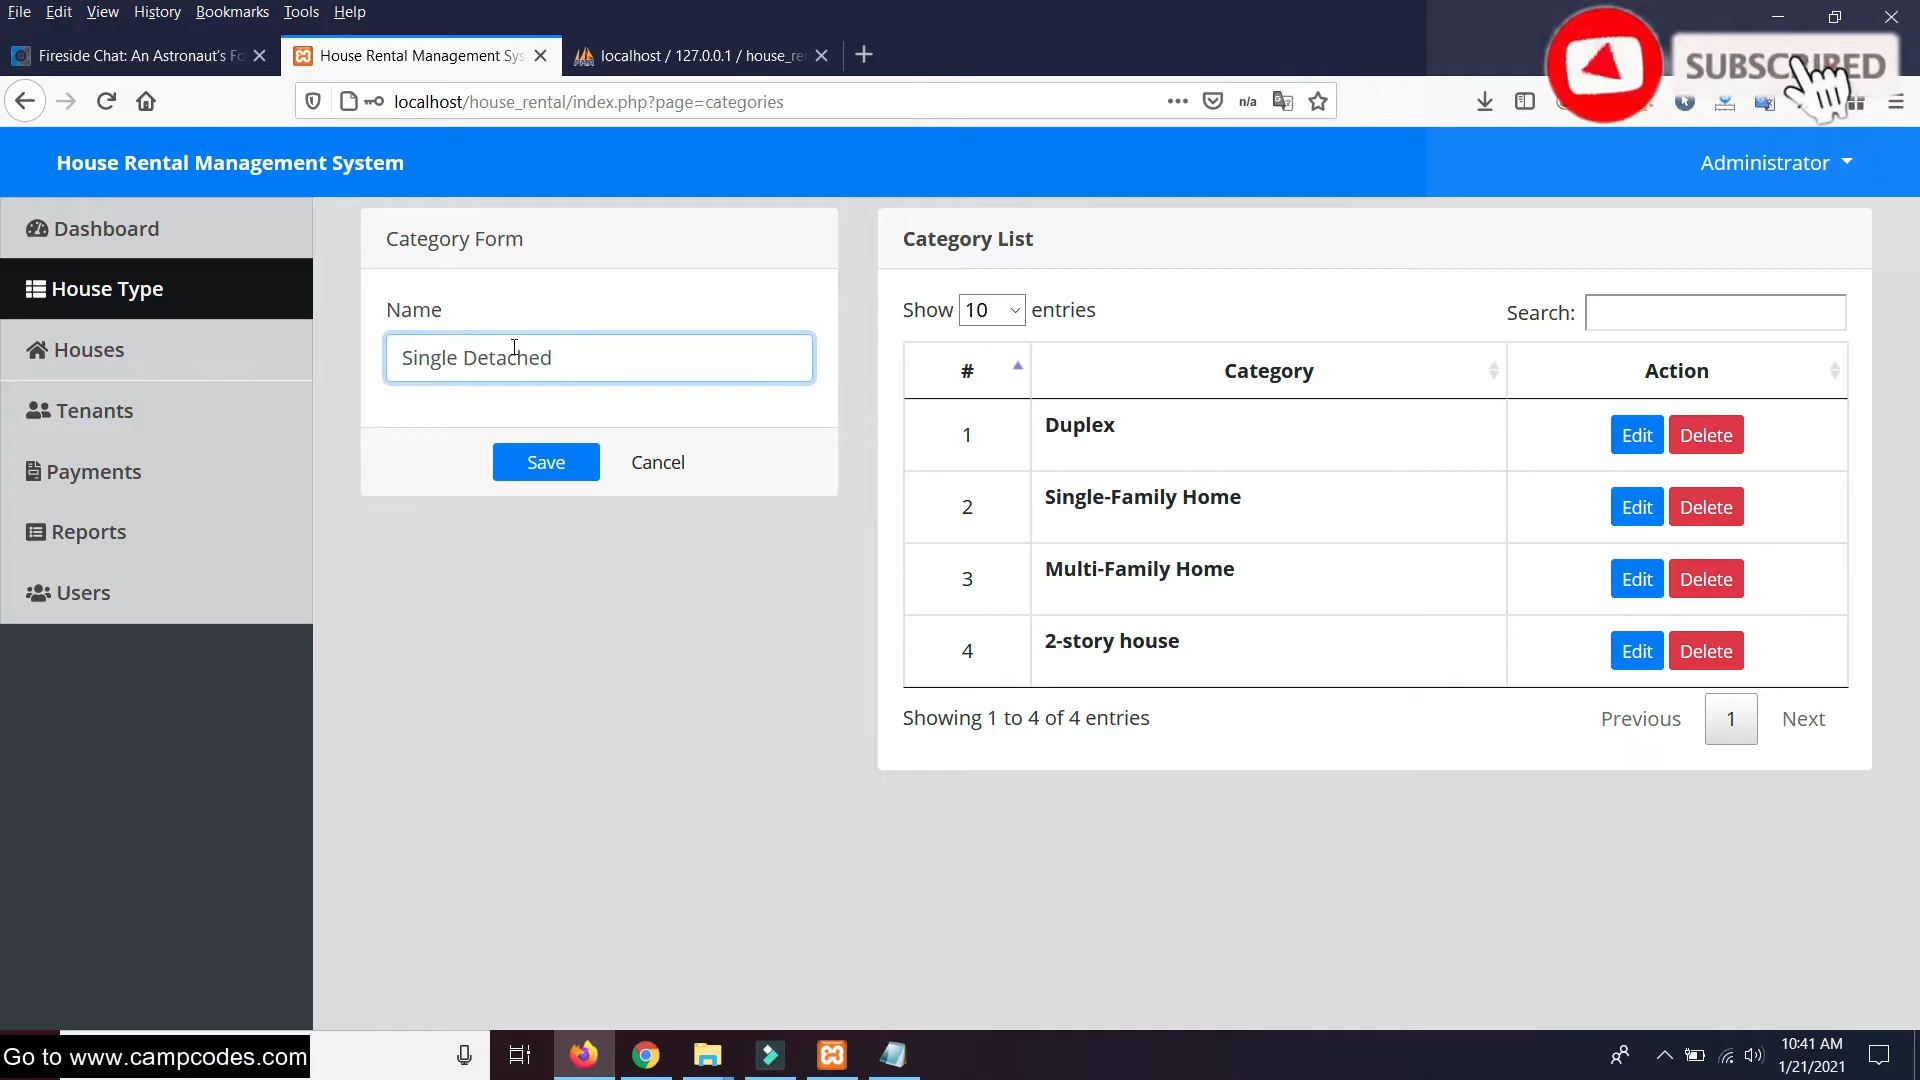 File Edit View History Bookmarks Tools Help
Fireside Chat: An Astronaut's Fo
House Rental Management Sys
localhost / 127.0.0.1 / house_re
SUBSCRIBED
localhost/house_rental/index.php?page=categories
n/a
House Rental Management System
Administrator
Dashboard
House Type
Houses
Tenants
Payments
Reports
Users
Category Form
Name
Single Detached
Save Cancel
Category List
Show 10 entries
Search:
# Category Action
1 Duplex Edit Delete
2 Single-Family Home Edit Delete
3 Multi-Family Home Edit Delete
4 2-story house Edit Delete
Showing 1 to 4 of 4 entries
Previous 1 Next
Go to www.campcodes.com
10:41 AM
1/21/2021